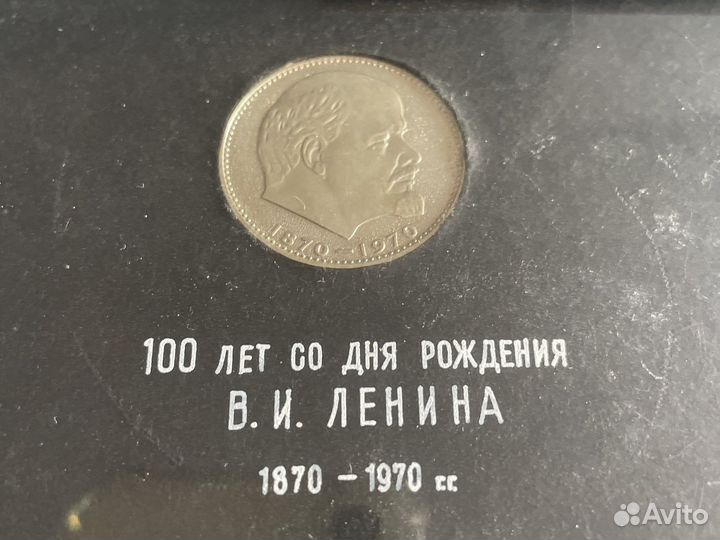 1870–1970
100 ЛЕТ СО ДНЯ РОЖДЕНИЯ
В. И. ЛЕНИНА
1870 – 1970 гг.
Avito